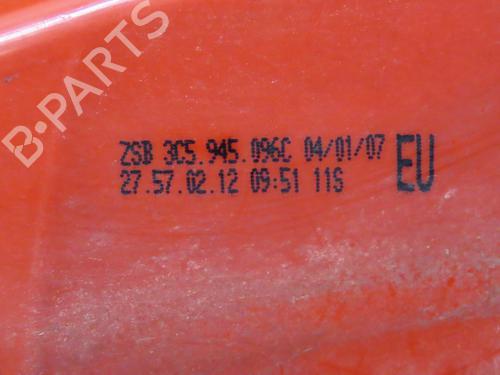 B-PARTS
ZSB 3C5.945.096C 04/01/07 EU
27.57.02.12 09:51 11S